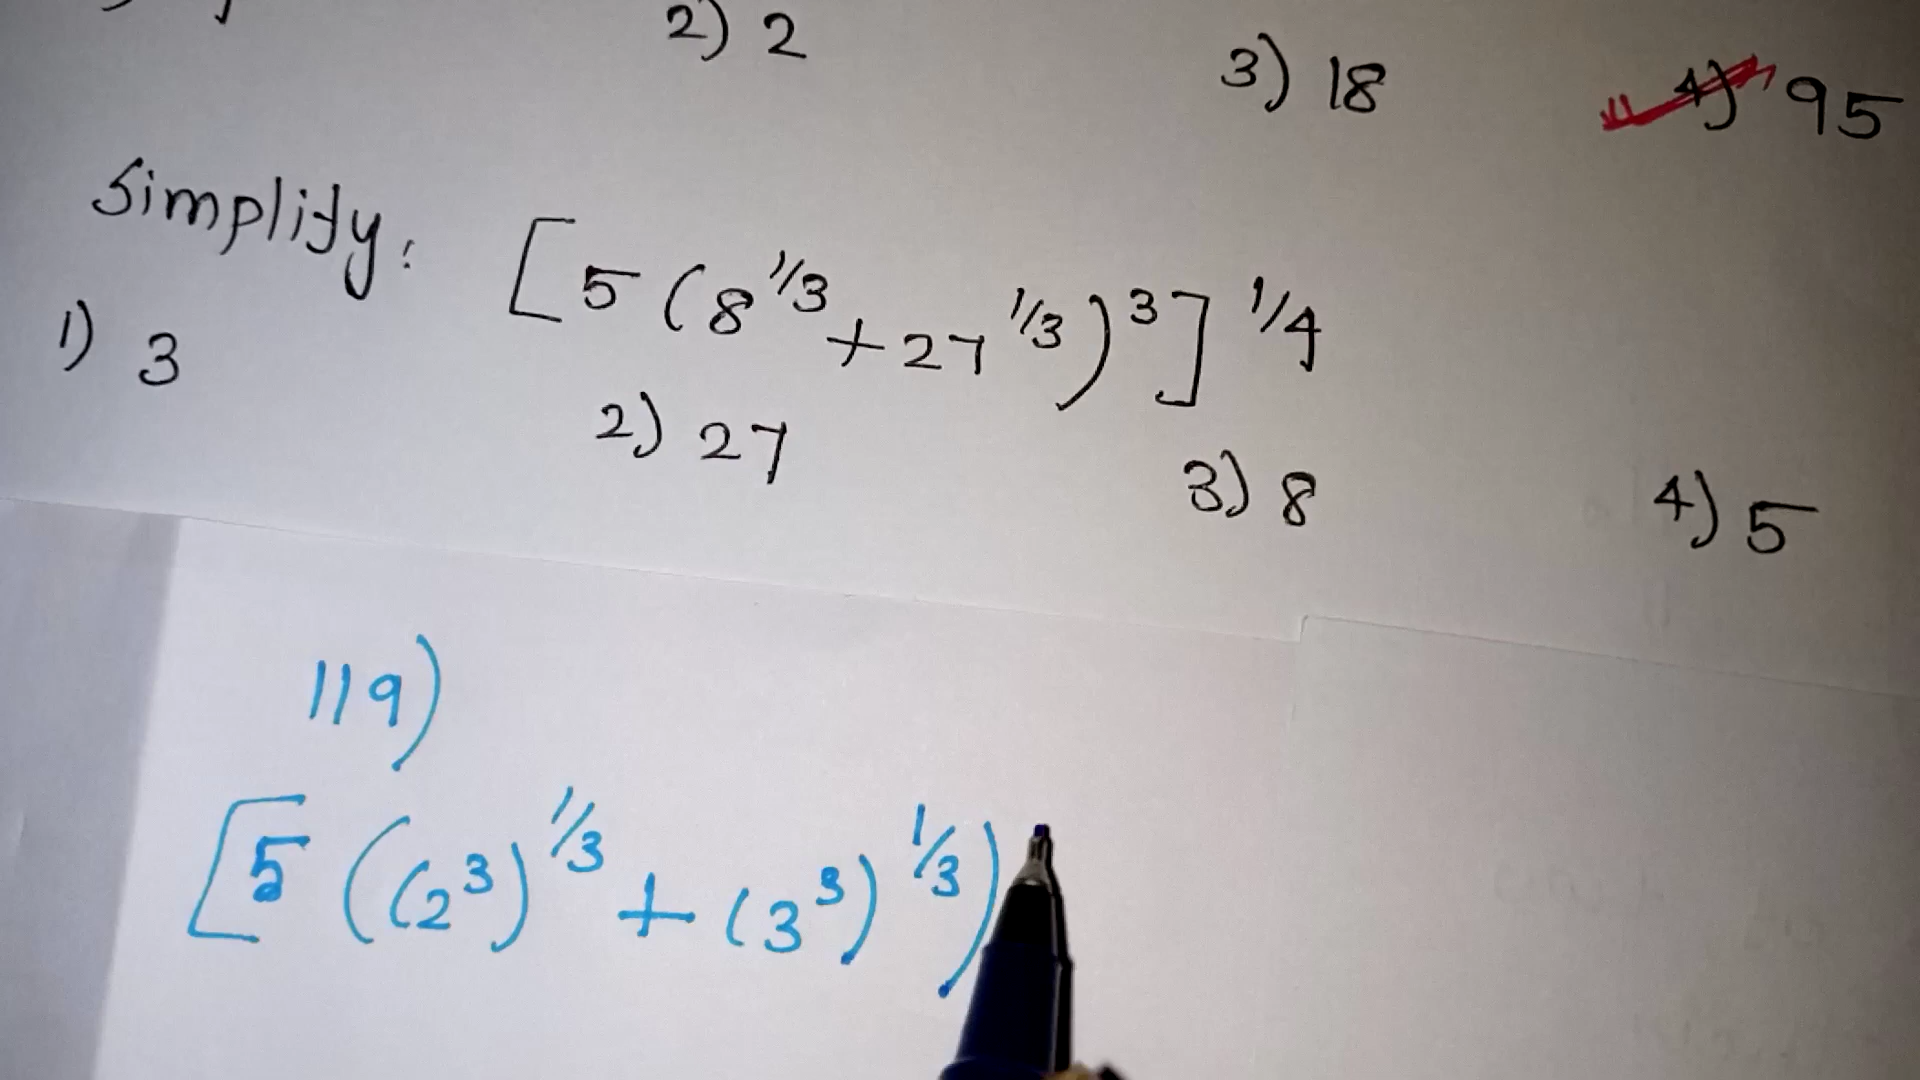 2) 2 3) 18 4) 95
Simplify: [5(8^1/3 + 27^1/3)^3]^1/4
1) 3 2) 27 3) 8 4) 5
119)
[5((2^3)^1/3 + (3^3)^1/3)